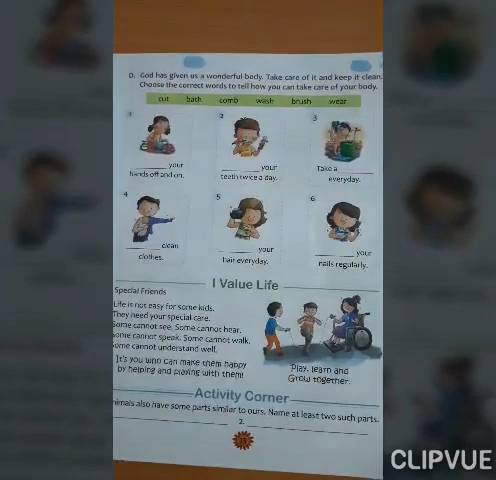 D. God has given us a wonderful body. Take care of it and keep it clean.
Choose the correct words to tell how you can take care of your body.
cut bath comb wash brush wear
1
______ your
hands off and on.
2
______ your
teeth twice a day.
3
Take a ______
everyday.
4
______ clean
clothes.
5
______ your
hair everyday.
6
______ your
nails regularly.
I Value Life
Special Friends
Life is not easy for some kids.
They need your special care.
Some cannot see. Some cannot hear.
Some cannot speak. Some cannot walk.
Some cannot understand well.
It's you who can make them happy
by helping and playing with them!
Play, learn and
Grow together.
Activity Corner
nimals also have some parts similar to ours. Name at least two such parts.
2.
CLIPVUE